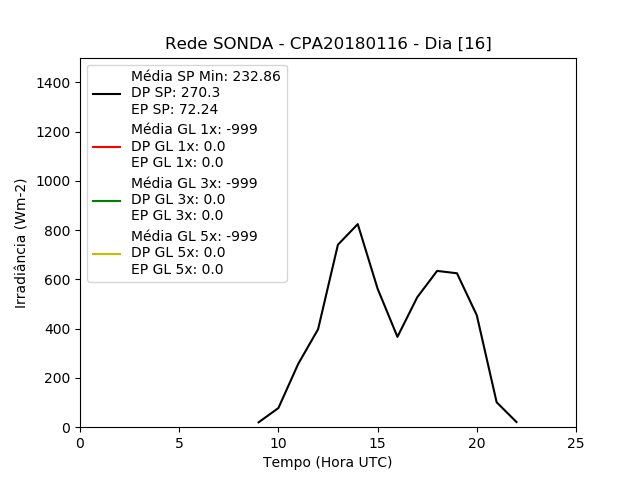 Rede SONDA - CPA20180116 - Dia [16]
Média SP Min: 232.86
DP SP: 270.3
EP SP: 72.24
Média GL 1x: -999
DP GL 1x: 0.0
EP GL 1x: 0.0
Média GL 3x: -999
DP GL 3x: 0.0
EP GL 3x: 0.0
Média GL 5x: -999
DP GL 5x: 0.0
EP GL 5x: 0.0
Irradiância (Wm-2)
1400
1200
1000
800
600
400
200
0
0 5 10 15 20 25
Tempo (Hora UTC)